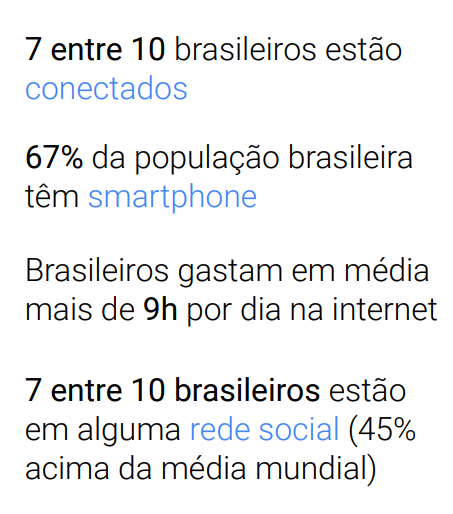 7 entre 10 brasileiros estão
conectados
67% da população brasileira
têm smartphone
Brasileiros gastam em média
mais de 9h por dia na internet
7 entre 10 brasileiros estão
em alguma rede social (45%
acima da média mundial)